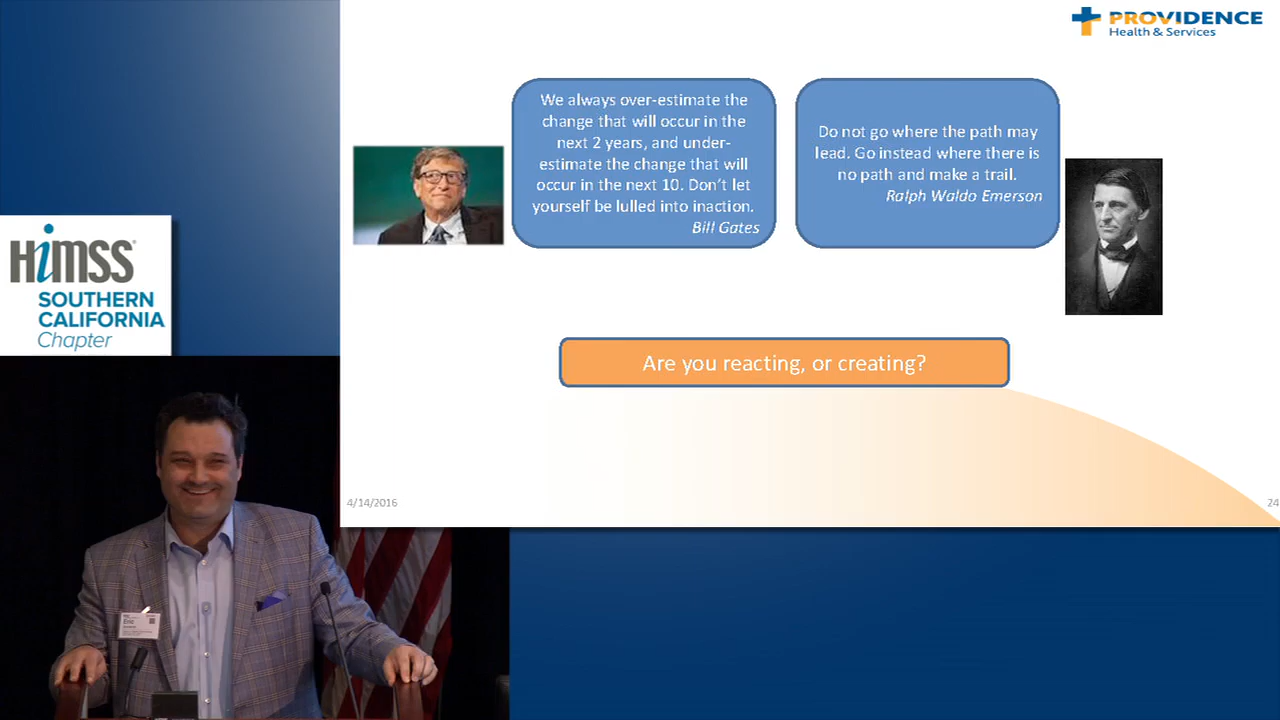 PROVIDENCE
Health & Services
We always over-estimate the
change that will occur in the
next 2 years, and under-
estimate the change that will
occur in the next 10. Don't let
yourself be lulled into inaction.
Bill Gates
Do not go where the path may
lead. Go instead where there is
no path and make a trail.
Ralph Waldo Emerson
HiMSS
SOUTHERN
CALIFORNIA
Chapter
Are you reacting, or creating?
4/14/2016
24
Eric